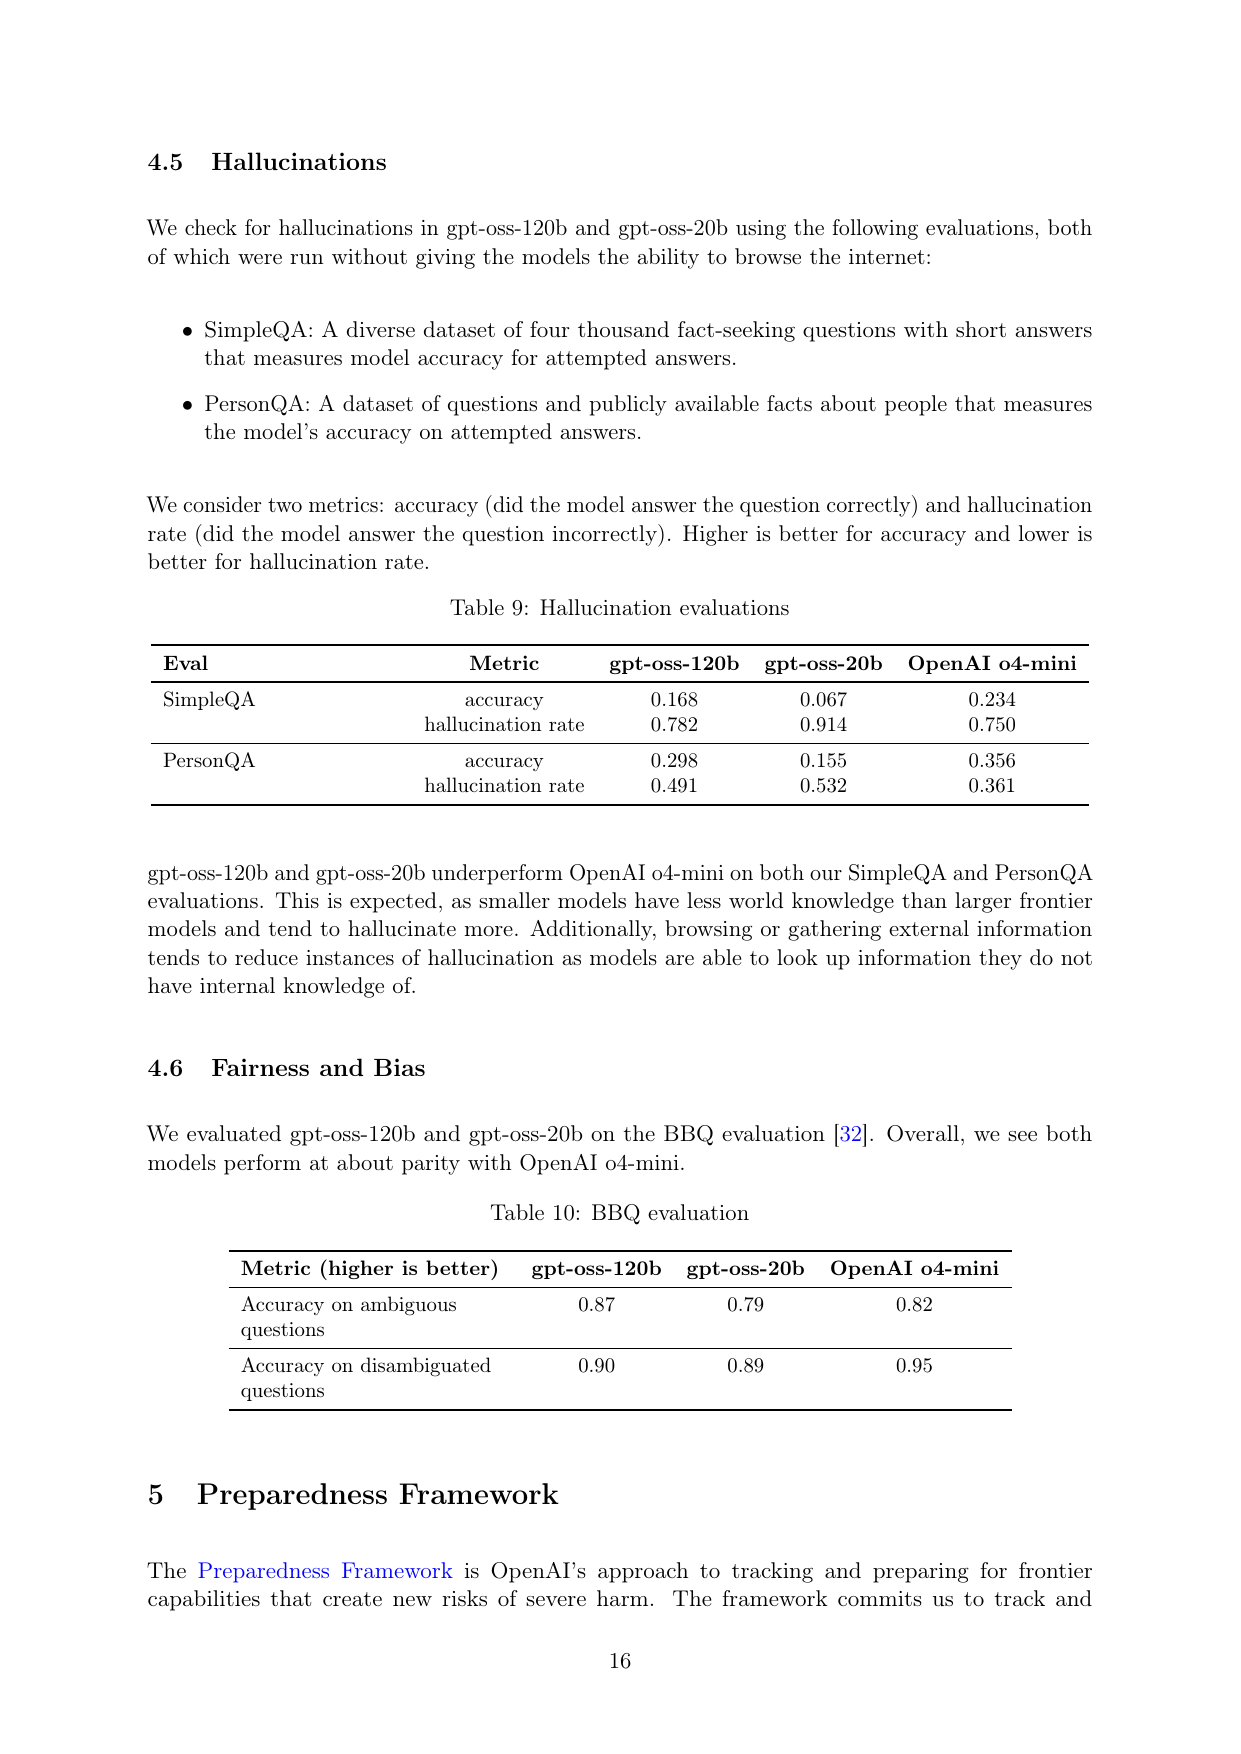 4.5 Hallucinations
We check for hallucinations in gpt-oss-120b and gpt-oss-20b using the following evaluations, both
of which were run without giving the models the ability to browse the internet:
• SimpleQA: A diverse dataset of four thousand fact-seeking questions with short answers
that measures model accuracy for attempted answers.
• PersonQA: A dataset of questions and publicly available facts about people that measures
the model's accuracy on attempted answers.
We consider two metrics: accuracy (did the model answer the question correctly) and hallucination
rate (did the model answer the question incorrectly). Higher is better for accuracy and lower is
better for hallucination rate.
Table 9: Hallucination evaluations
Eval Metric gpt-oss-120b gpt-oss-20b OpenAI o4-mini
SimpleQA accuracy 0.168 0.067 0.234
hallucination rate 0.782 0.914 0.750
PersonQA accuracy 0.298 0.155 0.356
hallucination rate 0.491 0.532 0.361
gpt-oss-120b and gpt-oss-20b underperform OpenAI o4-mini on both our SimpleQA and PersonQA
evaluations. This is expected, as smaller models have less world knowledge than larger frontier
models and tend to hallucinate more. Additionally, browsing or gathering external information
tends to reduce instances of hallucination as models are able to look up information they do not
have internal knowledge of.
4.6 Fairness and Bias
We evaluated gpt-oss-120b and gpt-oss-20b on the BBQ evaluation [32]. Overall, we see both
models perform at about parity with OpenAI o4-mini.
Table 10: BBQ evaluation
Metric (higher is better) gpt-oss-120b gpt-oss-20b OpenAI o4-mini
Accuracy on ambiguous 0.87 0.79 0.82
questions
Accuracy on disambiguated 0.90 0.89 0.95
questions
5 Preparedness Framework
The Preparedness Framework is OpenAI's approach to tracking and preparing for frontier
capabilities that create new risks of severe harm. The framework commits us to track and
16